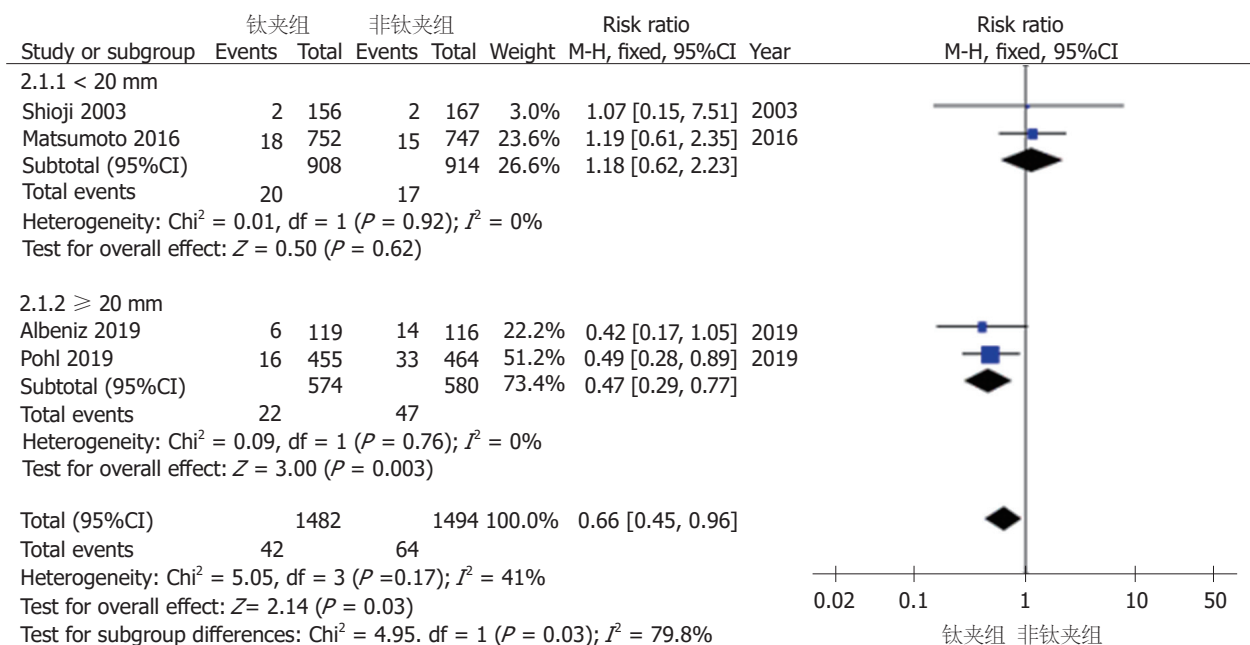 钛夹组 非钛夹组 Risk ratio Risk ratio
Study or subgroup Events Total Events Total Weight M-H, fixed, 95%CI Year M-H, fixed, 95%CI
2.1.1 < 20 mm
Shioji 2003 2 156 2 167 3.0% 1.07 [0.15, 7.51] 2003
Matsumoto 2016 18 752 15 747 23.6% 1.19 [0.61, 2.35] 2016
Subtotal (95%CI) 908 914 26.6% 1.18 [0.62, 2.23]
Total events 20 17
Heterogeneity: Chi² = 0.01, df = 1 (P = 0.92); I² = 0%
Test for overall effect: Z = 0.50 (P = 0.62)
2.1.2 ≥ 20 mm
Albeniz 2019 6 119 14 116 22.2% 0.42 [0.17, 1.05] 2019
Pohl 2019 16 455 33 464 51.2% 0.49 [0.28, 0.89] 2019
Subtotal (95%CI) 574 580 73.4% 0.47 [0.29, 0.77]
Total events 22 47
Heterogeneity: Chi² = 0.09, df = 1 (P = 0.76); I² = 0%
Test for overall effect: Z = 3.00 (P = 0.003)
Total (95%CI) 1482 1494 100.0% 0.66 [0.45, 0.96]
Total events 42 64
Heterogeneity: Chi² = 5.05, df = 3 (P =0.17); I² = 41%
Test for overall effect: Z= 2.14 (P = 0.03)
Test for subgroup differences: Chi² = 4.95. df = 1 (P = 0.03); I² = 79.8%
0.02 0.1 1 10 50
钛夹组 非钛夹组